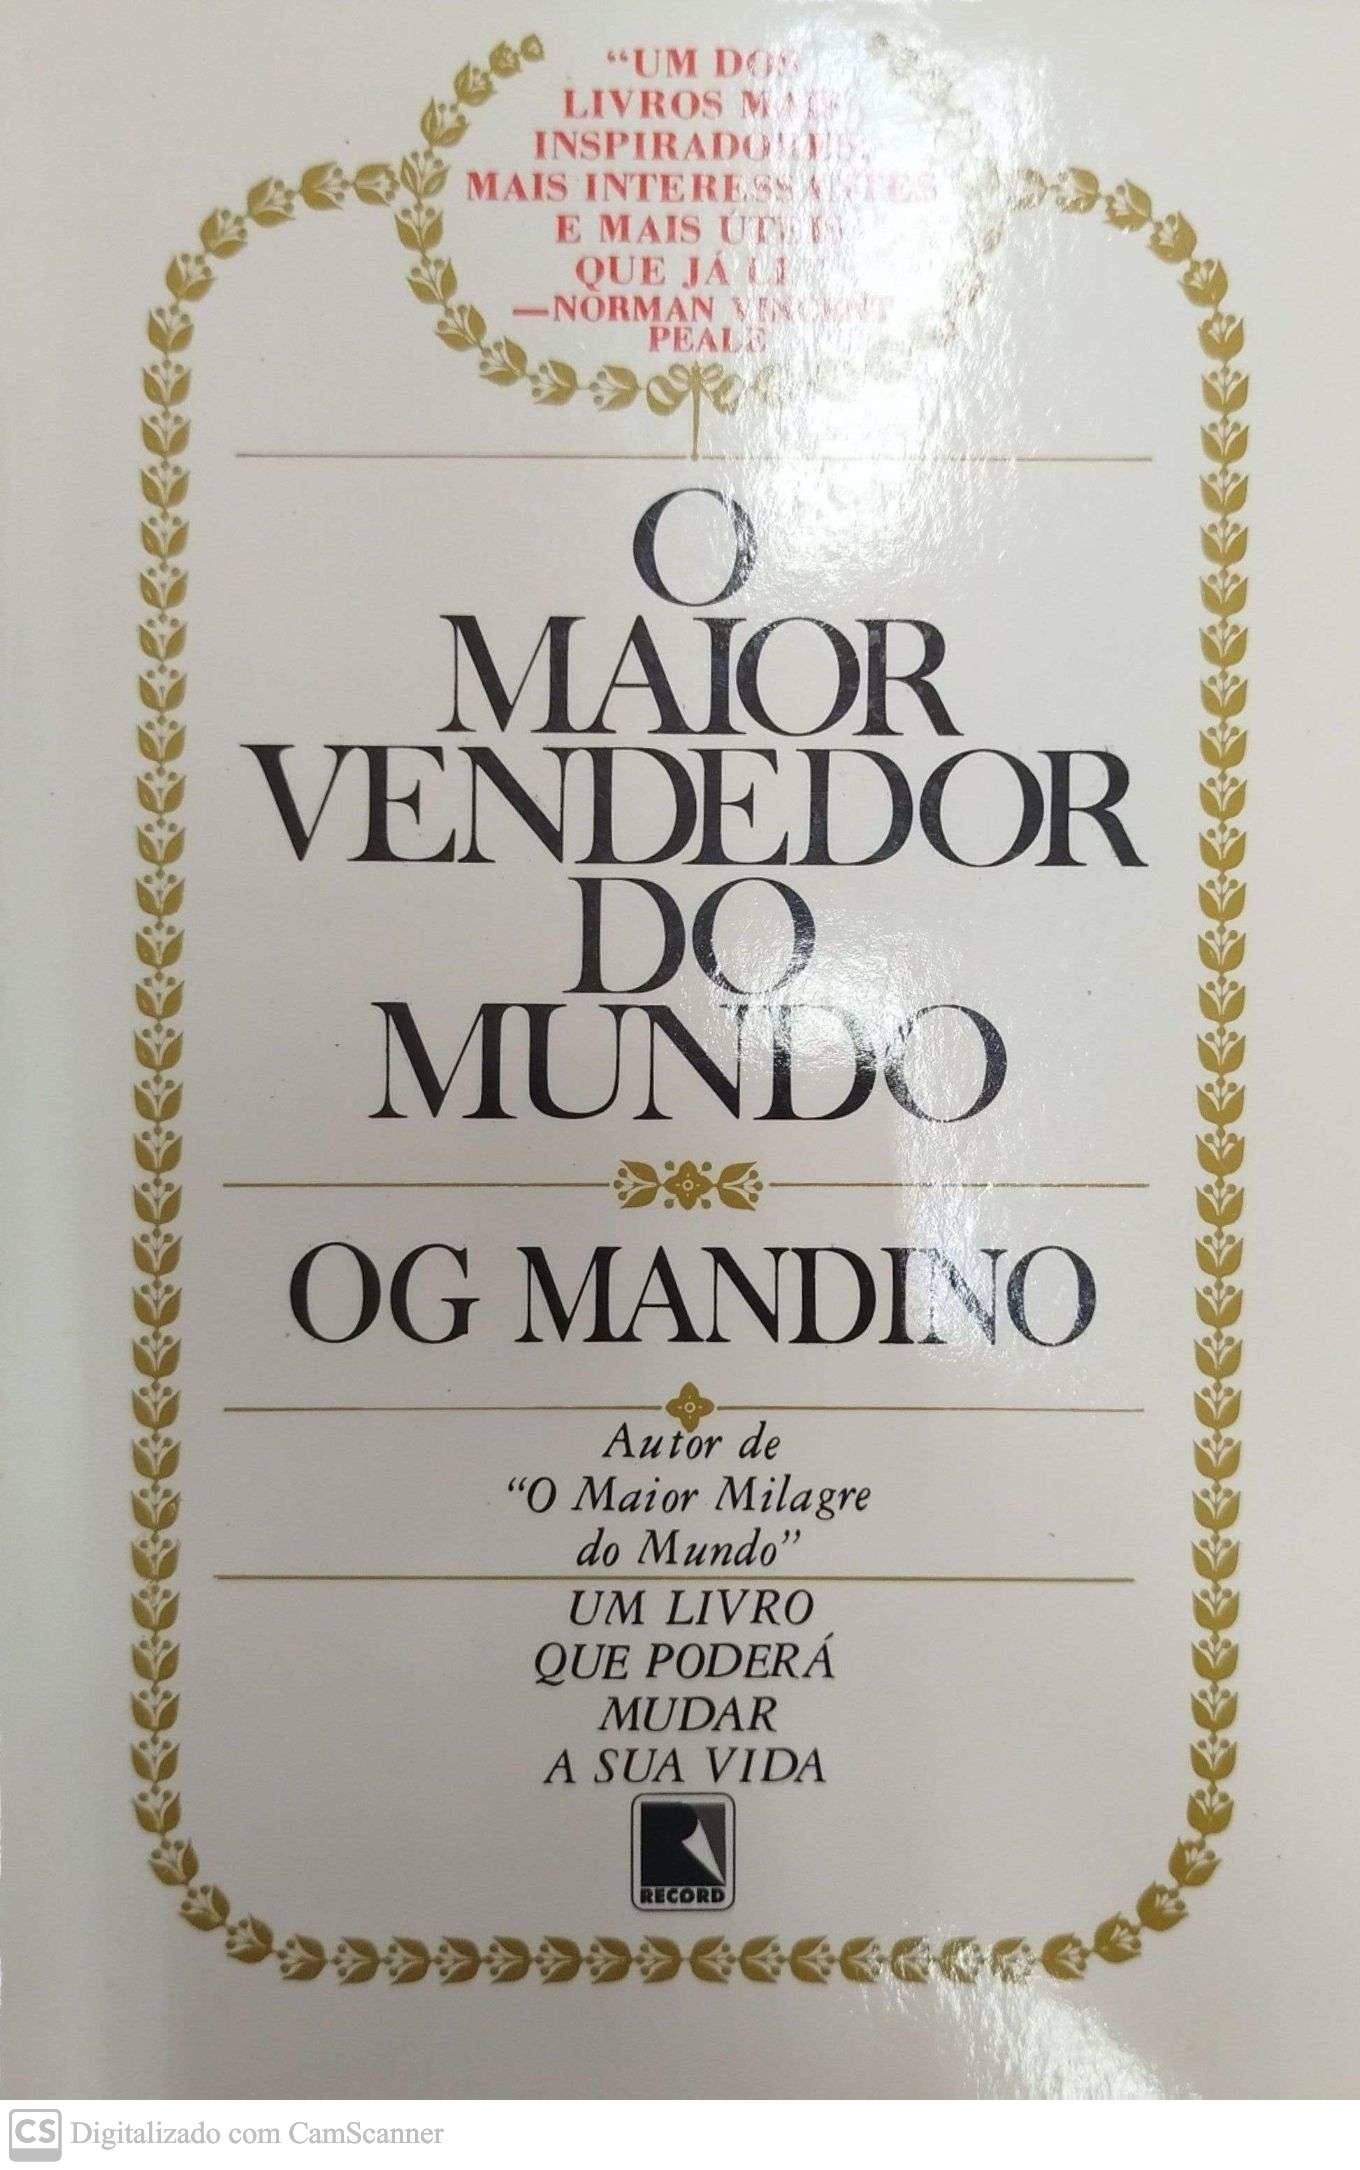 “UM DOS
LIVROS MAIS
INSPIRADORES,
MAIS INTERESSANTES
E MAIS ÚTEIS
QUE JÁ LI
—NORMAN VINCENT
PEALE
O
MAIOR
VENDEDOR
DO
MUNDO
OG MANDINO
Autor de
“O Maior Milagre
do Mundo”
UM LIVRO
QUE PODERÁ
MUDAR
A SUA VIDA
RECORD
CS Digitalizado com CamScanner